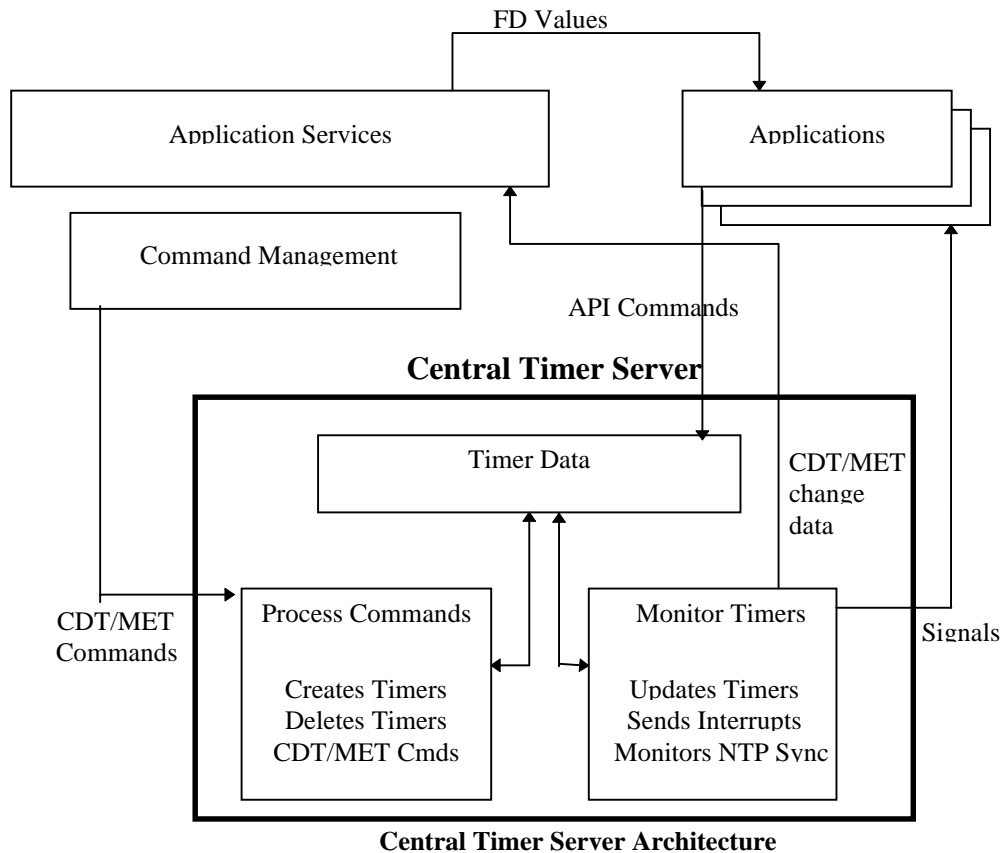 FD Values
Application Services
Applications
Command Management
API Commands
Central Timer Server
Timer Data
CDT/MET
change
data
CDT/MET
Commands
Process Commands
Creates Timers
Deletes Timers
CDT/MET Cmds
Monitor Timers
Updates Timers
Sends Interrupts
Monitors NTP Sync
Signals
Central Timer Server Architecture